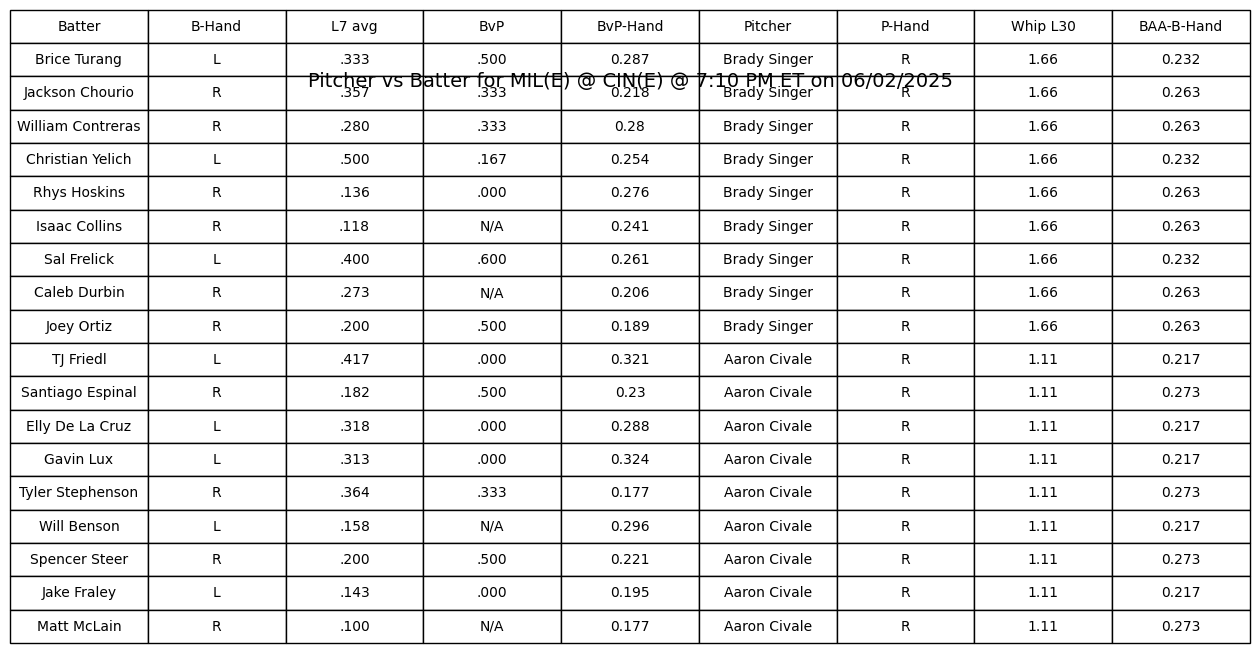 Batter B-Hand L7 avg BvP BvP-Hand Pitcher P-Hand Whip L30 BAA-B-Hand
Brice Turang L .333 .500 0.287 Brady Singer R 1.66 0.232
Pitcher vs Batter for MIL(E) @ CIN(E) @ 7:10 PM ET on 06/02/2025
Jackson Chourio R .357 .333 0.218 Brady Singer R 1.66 0.263
William Contreras R .280 .333 0.28 Brady Singer R 1.66 0.263
Christian Yelich L .500 .167 0.254 Brady Singer R 1.66 0.232
Rhys Hoskins R .136 .000 0.276 Brady Singer R 1.66 0.263
Isaac Collins R .118 N/A 0.241 Brady Singer R 1.66 0.263
Sal Frelick L .400 .600 0.261 Brady Singer R 1.66 0.232
Caleb Durbin R .273 N/A 0.206 Brady Singer R 1.66 0.263
Joey Ortiz R .200 .500 0.189 Brady Singer R 1.66 0.263
TJ Friedl L .417 .000 0.321 Aaron Civale R 1.11 0.217
Santiago Espinal R .182 .500 0.23 Aaron Civale R 1.11 0.273
Elly De La Cruz L .318 .000 0.288 Aaron Civale R 1.11 0.217
Gavin Lux L .313 .000 0.324 Aaron Civale R 1.11 0.217
Tyler Stephenson R .364 .333 0.177 Aaron Civale R 1.11 0.273
Will Benson L .158 N/A 0.296 Aaron Civale R 1.11 0.217
Spencer Steer R .200 .500 0.221 Aaron Civale R 1.11 0.273
Jake Fraley L .143 .000 0.195 Aaron Civale R 1.11 0.217
Matt McLain R .100 N/A 0.177 Aaron Civale R 1.11 0.273